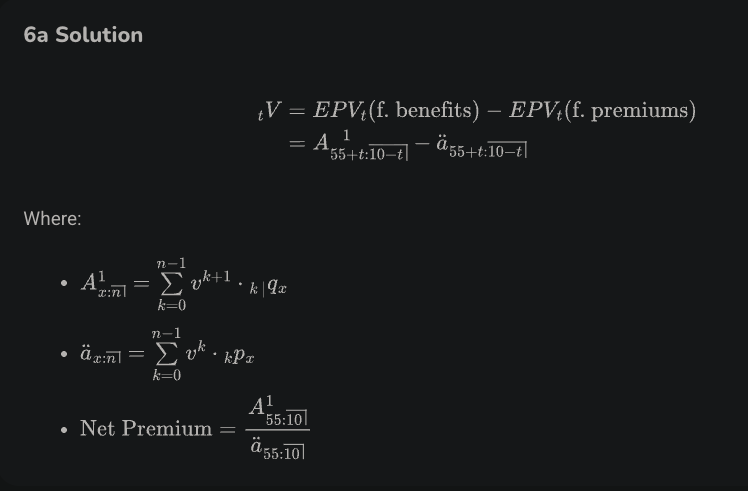 6a Solution
$_tV = EPV_t(\text{f. benefits}) - EPV_t(\text{f. premiums})$
$= A^{\,\,1}_{55+t:\overline{10-t|}} - \ddot{a}_{55+t:\overline{10-t|}}$
Where:
• $A^1_{x:\overline{n|}} = \sum_{k=0}^{n-1} v^{k+1} \cdot {}_{k|}q_x$
• $\ddot{a}_{x:\overline{n|}} = \sum_{k=0}^{n-1} v^k \cdot {}_kp_x$
• $\text{Net Premium} = \frac{A^1_{55:\overline{10|}}}{\ddot{a}_{55:\overline{10|}}}$